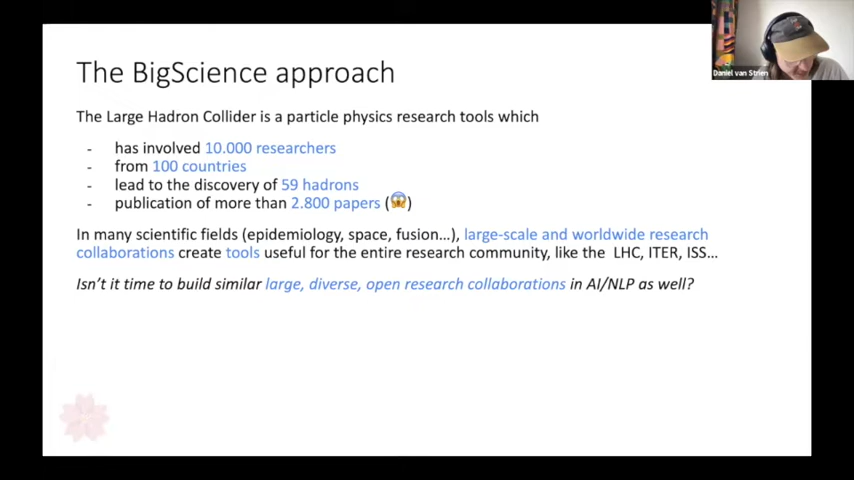 The BigScience approach
Daniel van Strien
The Large Hadron Collider is a particle physics research tools which
- has involved 10.000 researchers
- from 100 countries
- lead to the discovery of 59 hadrons
- publication of more than 2.800 papers (😱)
In many scientific fields (epidemiology, space, fusion…), large-scale and worldwide research
collaborations create tools useful for the entire research community, like the LHC, ITER, ISS…
Isn't it time to build similar large, diverse, open research collaborations in AI/NLP as well?